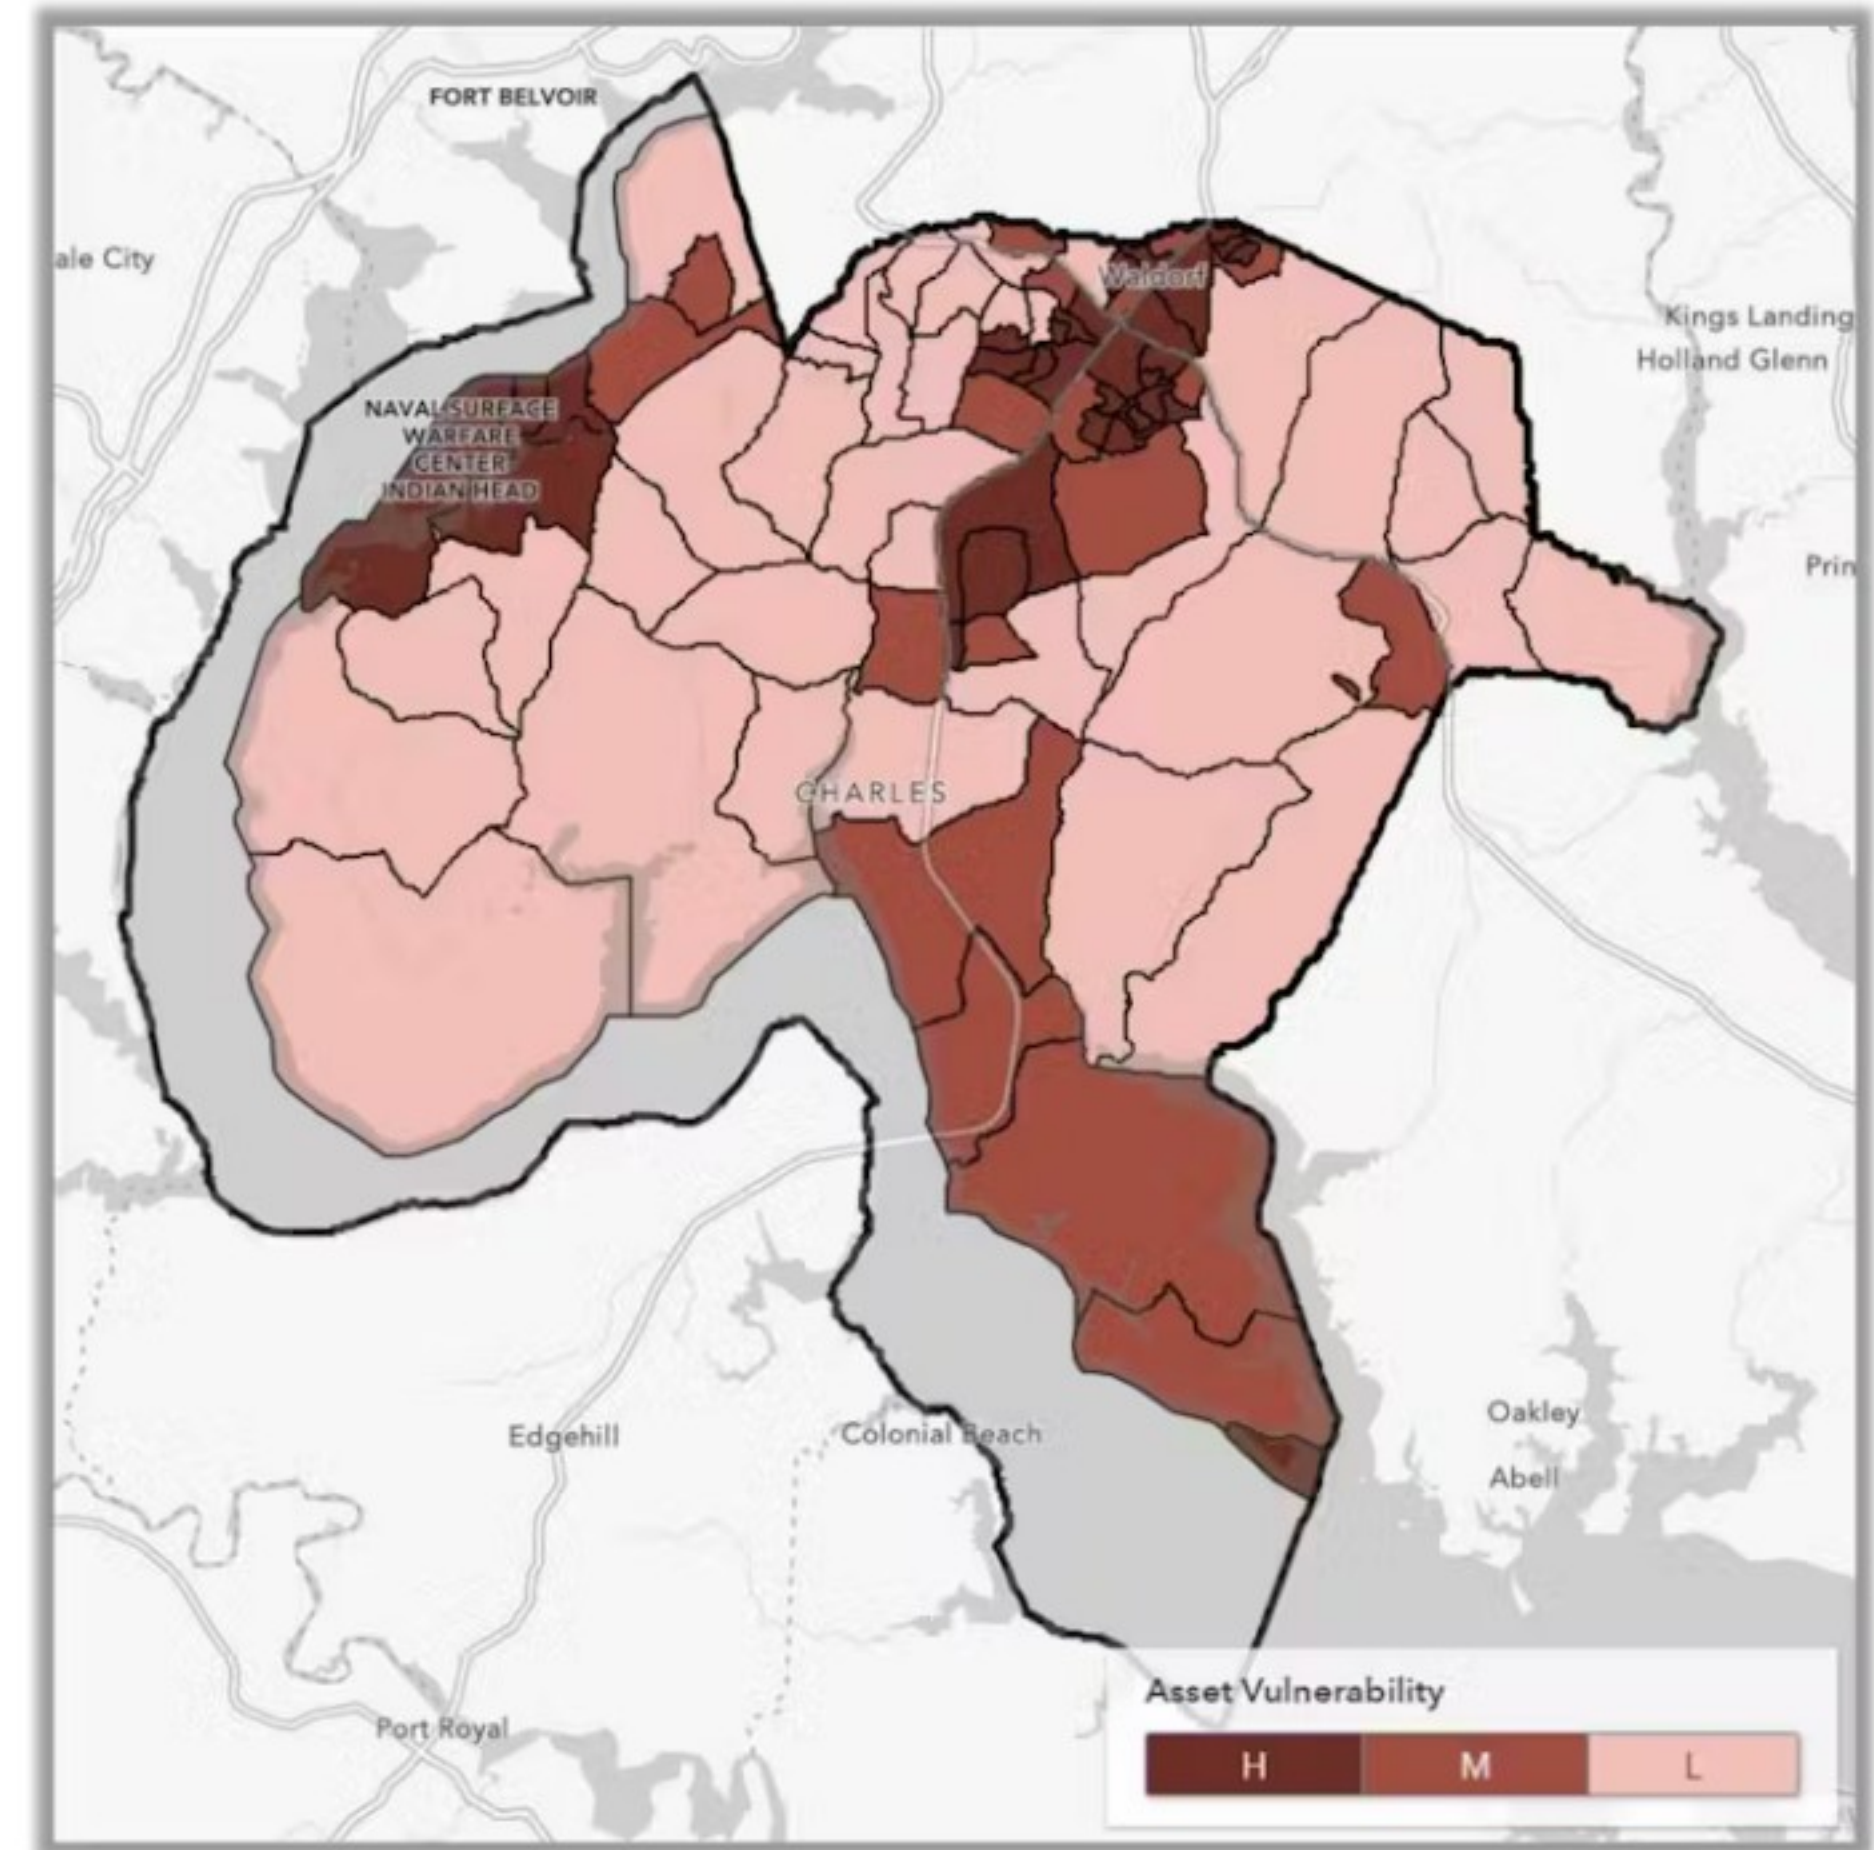 FORT BELVOIR
ale City
Waldorf
Kings Landing
Holland Glenn
NAVAL SURFACE
WARFARE
CENTER
INDIAN HEAD
Prin
CHARLES
Oakley
Edgehill
Colonial Beach
Abell
Port Royal
Asset Vulnerability
H M L